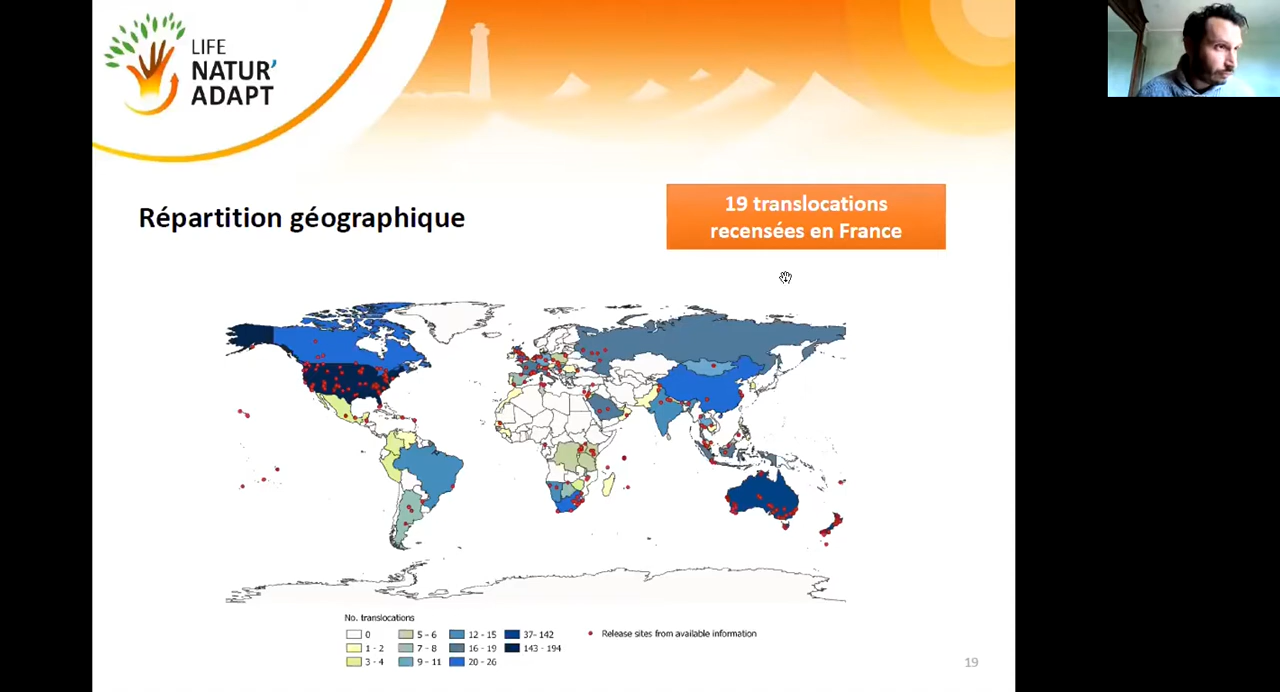 LIFE
NATUR'
ADAPT
Répartition géographique
19 translocations
recensées en France
No. translocations
0
1 - 2
3 - 4
5 - 6
7 - 8
9 - 11
12 - 15
16 - 19
20 - 26
37- 142
143 - 194
Release sites from available information
19